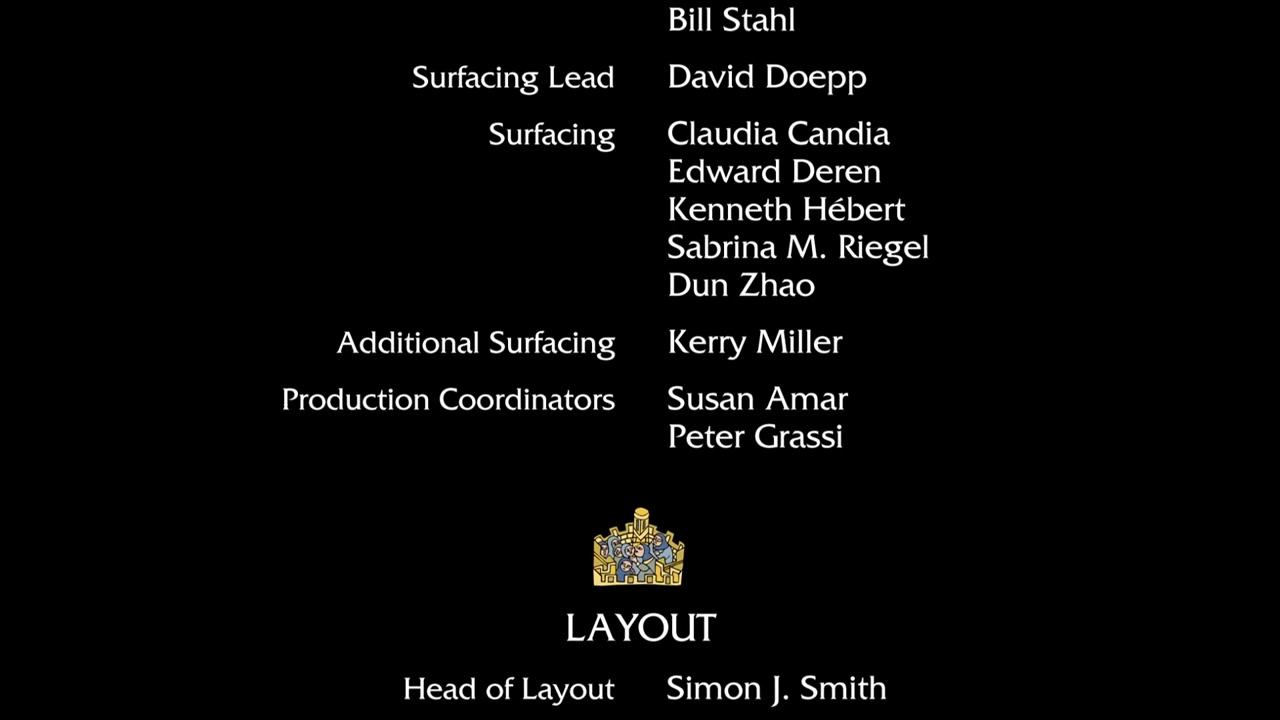 Bill Stahl
Surfacing Lead David Doepp
Surfacing Claudia Candia
Edward Deren
Kenneth Hébert
Sabrina M. Riegel
Dun Zhao
Additional Surfacing Kerry Miller
Production Coordinators Susan Amar
Peter Grassi
LAYOUT
Head of Layout Simon J. Smith